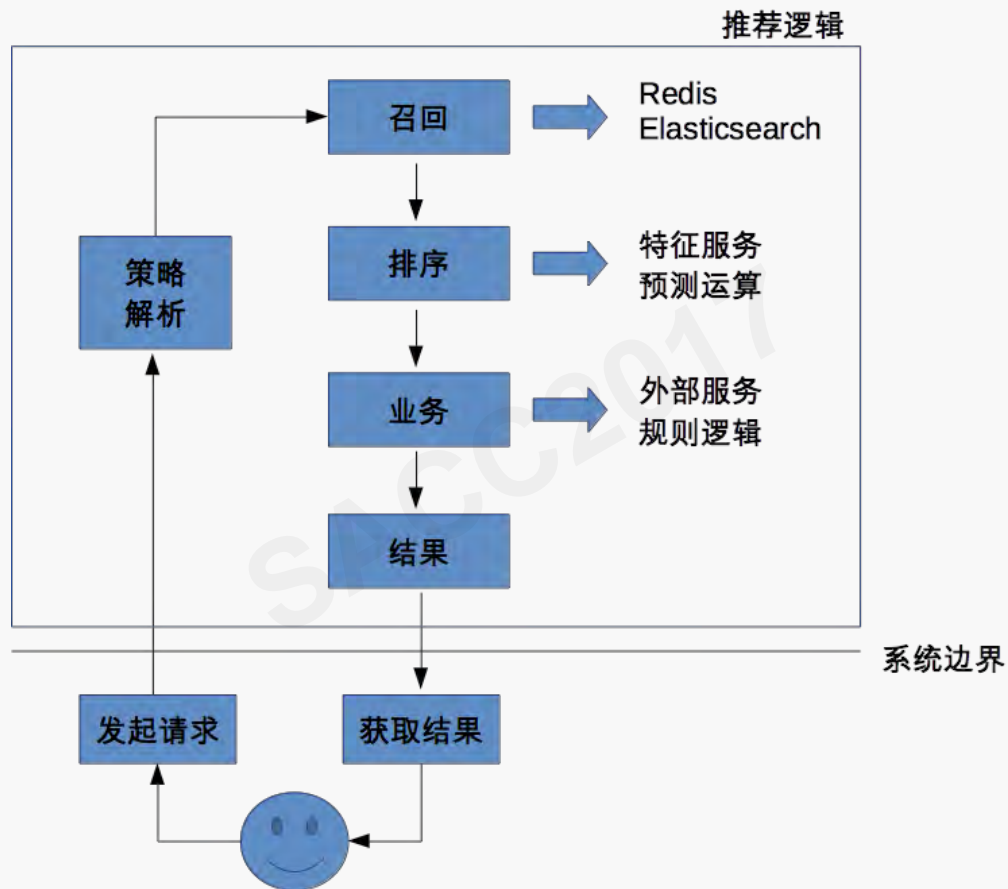 推荐逻辑
召回
Redis
Elasticsearch
策略
解析
排序
特征服务
预测运算
业务
外部服务
规则逻辑
结果
SACC2017
系统边界
发起请求
获取结果